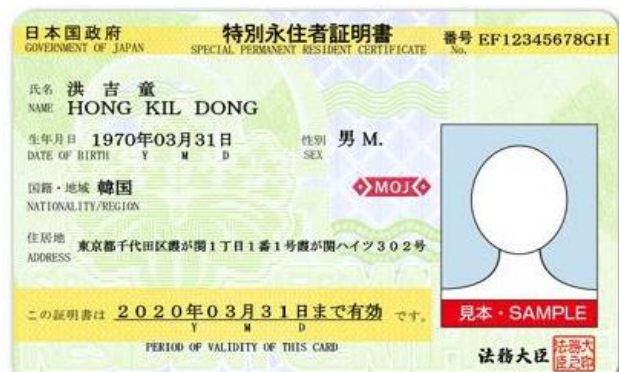 日本国政府 特別永住者証明書 番号 EF12345678GH
GOVERNMENT OF JAPAN SPECIAL PERMANENT RESIDENT CERTIFICATE No.
氏名 洪 吉 童
NAME HONG KIL DONG
生年月日 1970年03月31日 性別 男 M.
DATE OF BIRTH Y M D SEX
国籍・地域 韓国 MOJ
NATIONALITY/REGION
住居地 東京都千代田区霞が関1丁目1番1号霞が関ハイツ302号
ADDRESS
この証明書は 2020年03月31日まで有効 です。
Y M D
PERIOD OF VALIDITY OF THIS CARD
見本・SAMPLE
法務大臣